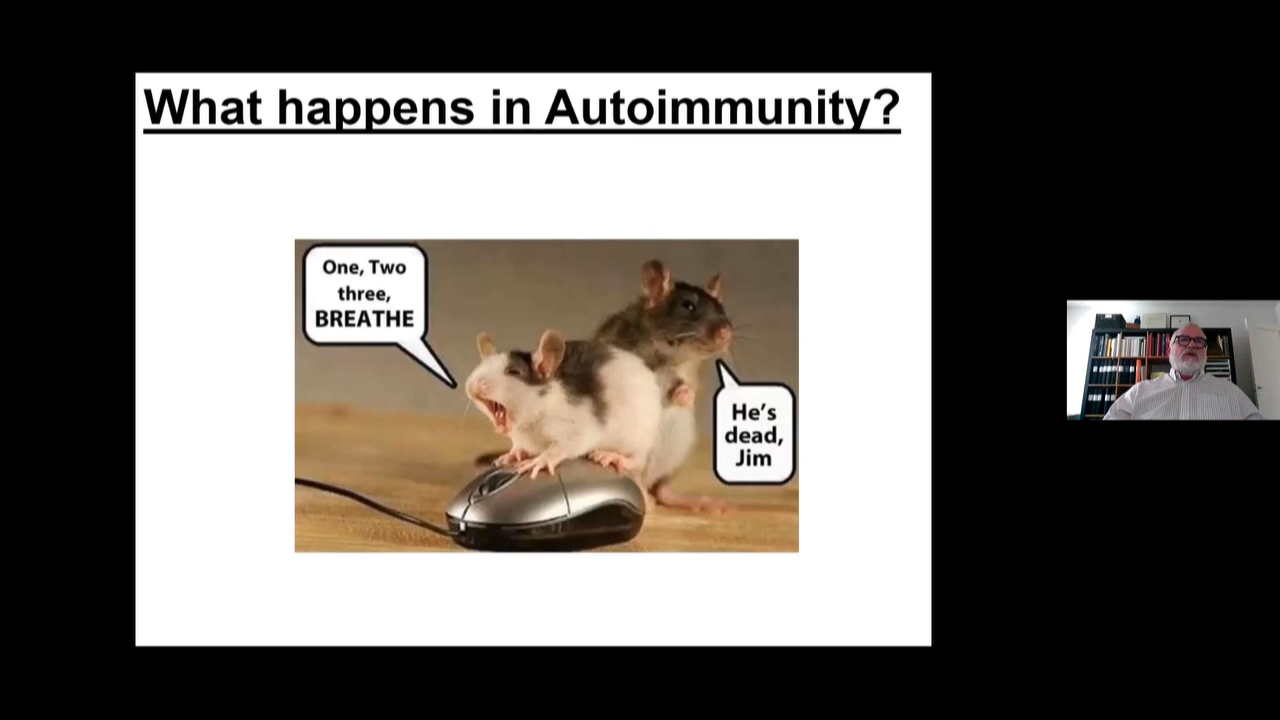 What happens in Autoimmunity?
One, Two
three,
BREATHE
He's
dead,
Jim